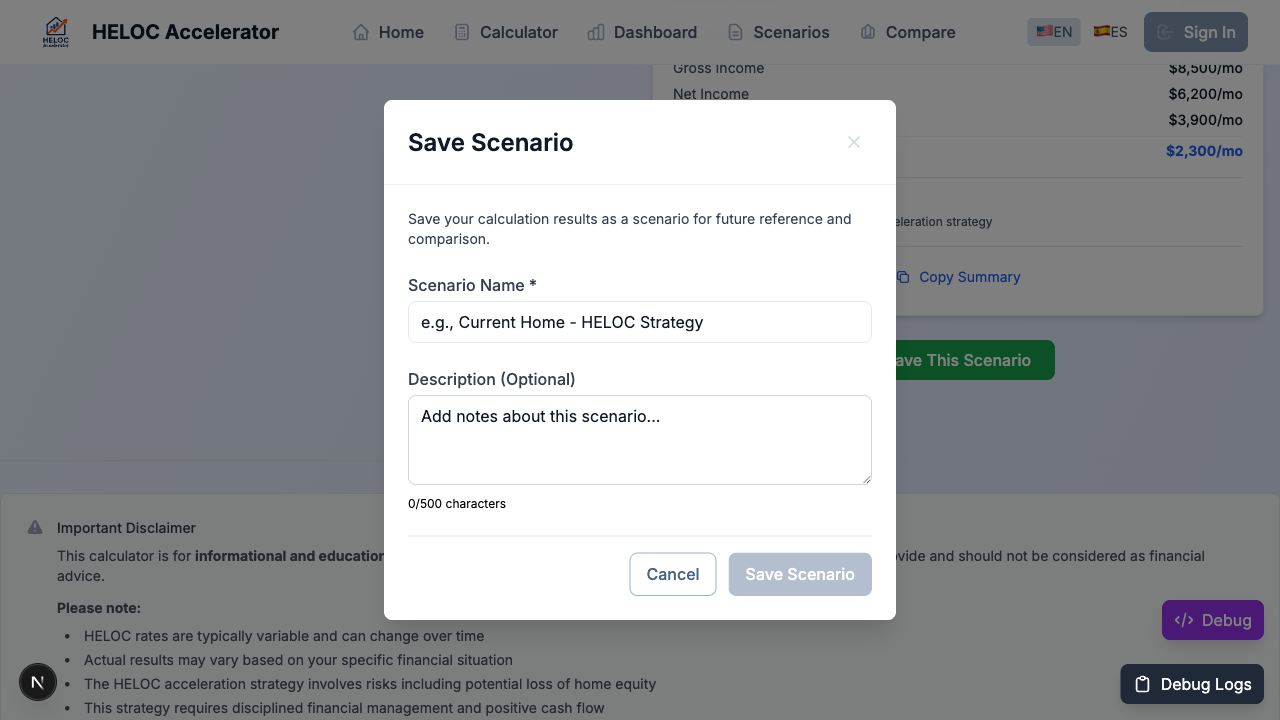 HELOC Accelerator
HELOC Accelerator
Home
Calculator
Dashboard
Scenarios
Compare
🇺🇸EN
🇪🇸ES
Sign In
Gross Income
$8,500/mo
Net Income
$6,200/mo
$3,900/mo
$2,300/mo
eleration strategy
Copy Summary
ave This Scenario
Save Scenario
Save your calculation results as a scenario for future reference and
comparison.
Scenario Name *
e.g., Current Home - HELOC Strategy
Description (Optional)
Add notes about this scenario...
0/500 characters
Cancel
Save Scenario
Important Disclaimer
This calculator is for informational and education
ovide and should not be considered as financial
advice.
Please note:
• HELOC rates are typically variable and can change over time
• Actual results may vary based on your specific financial situation
• The HELOC acceleration strategy involves risks including potential loss of home equity
• This strategy requires disciplined financial management and positive cash flow
N
</> Debug
Debug Logs